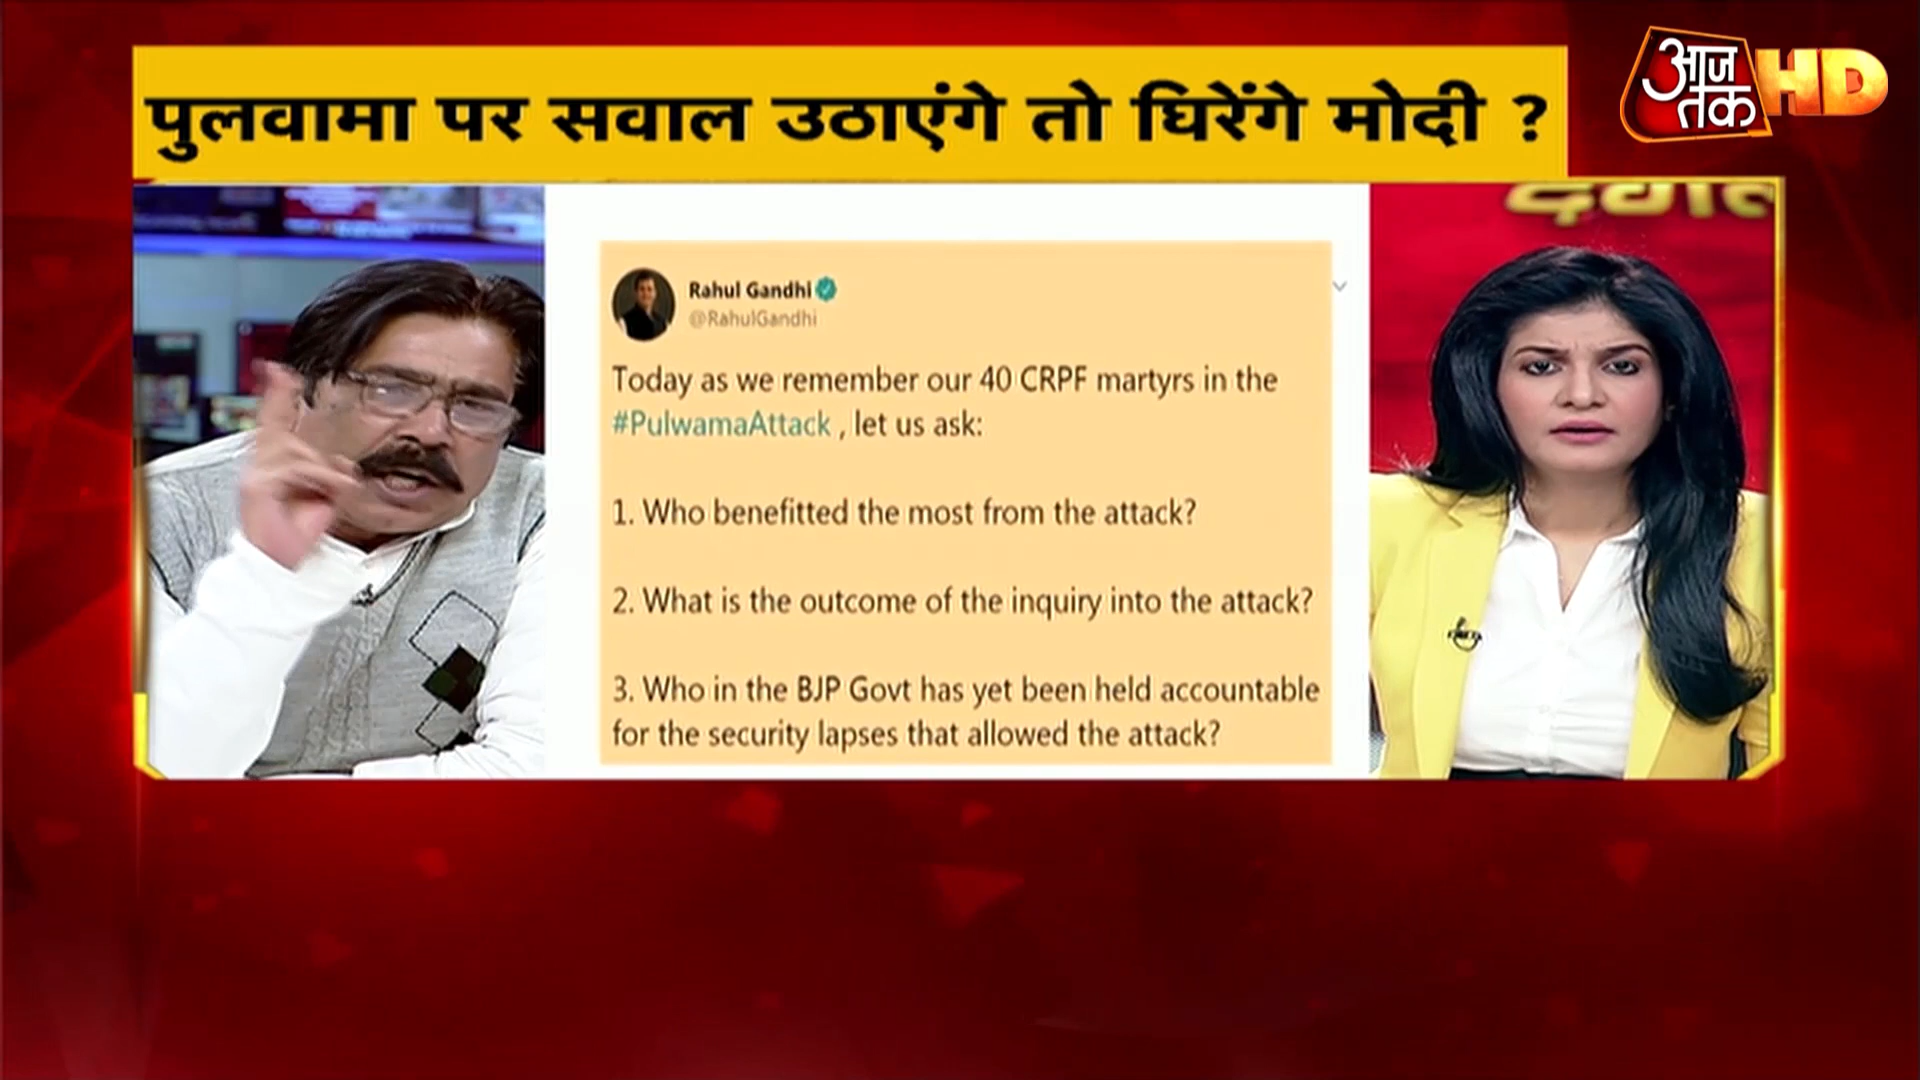 पुलवामा पर सवाल उठाएंगे तो घिरेंगे मोदी ?
आज
तक
HD
Rahul Gandhi
@RahulGandhi
Today as we remember our 40 CRPF martyrs in the
#PulwamaAttack , let us ask:
1. Who benefitted the most from the attack?
2. What is the outcome of the inquiry into the attack?
3. Who in the BJP Govt has yet been held accountable
for the security lapses that allowed the attack?